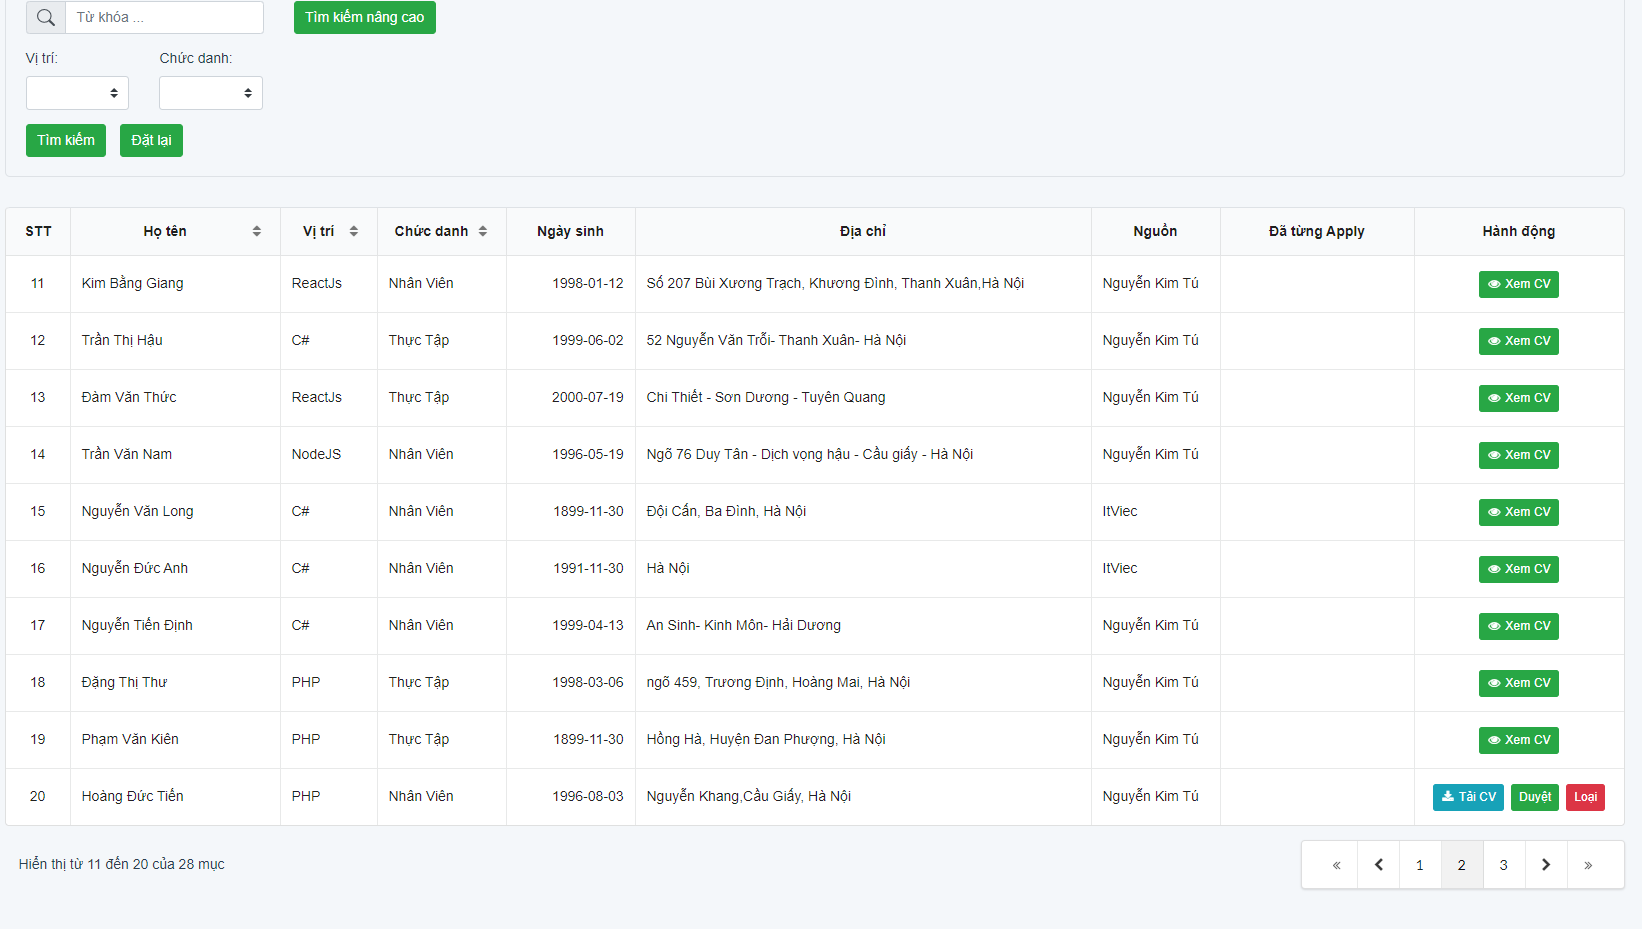 Từ khóa ... Tìm kiếm nâng cao
Vị trí: Chức danh:
Tìm kiếm Đặt lại
STT Họ tên Vị trí Chức danh Ngày sinh Địa chỉ Nguồn Đã từng Apply Hành động
11 Kim Bằng Giang ReactJs Nhân Viên 1998-01-12 Số 207 Bùi Xương Trạch, Khương Đình, Thanh Xuân,Hà Nội Nguyễn Kim Tú Xem CV
12 Trần Thị Hậu C# Thực Tập 1999-06-02 52 Nguyễn Văn Trỗi- Thanh Xuân- Hà Nội Nguyễn Kim Tú Xem CV
13 Đàm Văn Thức ReactJs Thực Tập 2000-07-19 Chi Thiết - Sơn Dương - Tuyên Quang Nguyễn Kim Tú Xem CV
14 Trần Văn Nam NodeJS Nhân Viên 1996-05-19 Ngõ 76 Duy Tân - Dịch vọng hậu - Cầu giấy - Hà Nội Nguyễn Kim Tú Xem CV
15 Nguyễn Văn Long C# Nhân Viên 1899-11-30 Đội Cấn, Ba Đình, Hà Nội ItViec Xem CV
16 Nguyễn Đức Anh C# Nhân Viên 1991-11-30 Hà Nội ItViec Xem CV
17 Nguyễn Tiến Định C# Nhân Viên 1999-04-13 An Sinh- Kinh Môn- Hải Dương Nguyễn Kim Tú Xem CV
18 Đặng Thị Thư PHP Thực Tập 1998-03-06 ngõ 459, Trương Định, Hoàng Mai, Hà Nội Nguyễn Kim Tú Xem CV
19 Phạm Văn Kiên PHP Thực Tập 1899-11-30 Hồng Hà, Huyện Đan Phượng, Hà Nội Nguyễn Kim Tú Xem CV
20 Hoàng Đức Tiến PHP Nhân Viên 1996-08-03 Nguyễn Khang,Cầu Giấy, Hà Nội Nguyễn Kim Tú Tải CV Duyệt Loại
Hiển thị từ 11 đến 20 của 28 mục « 1 2 3 »